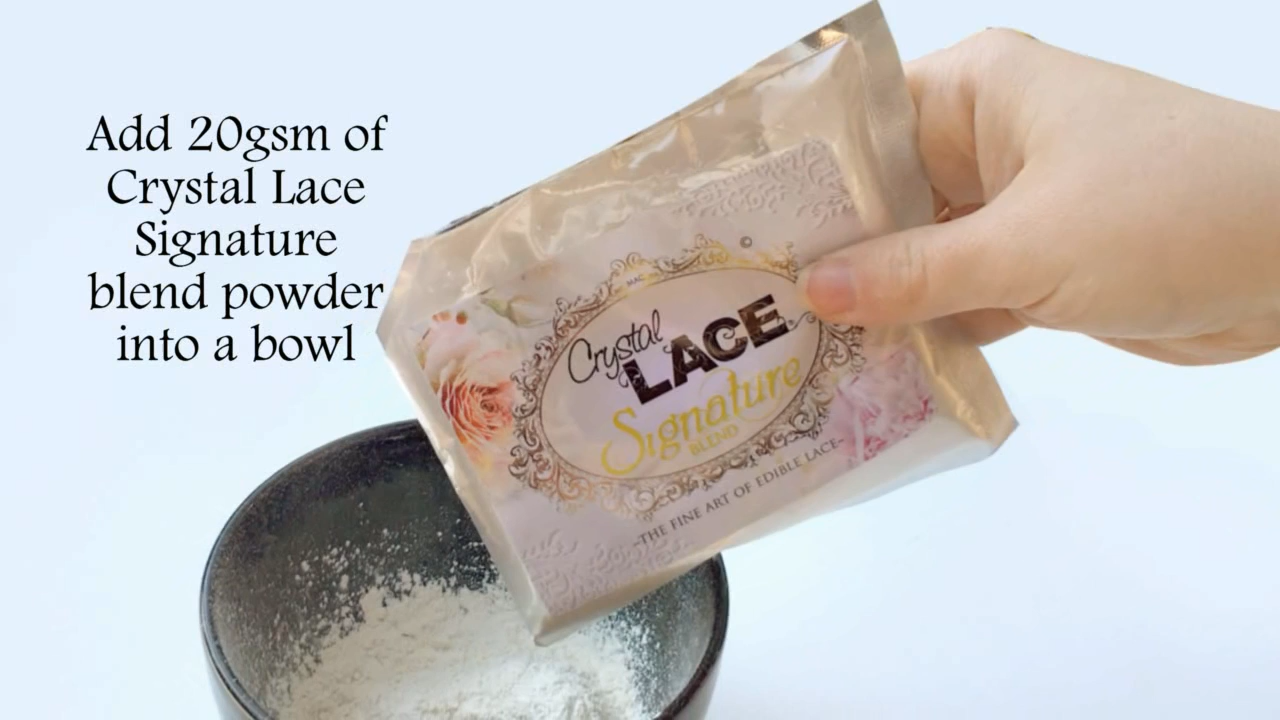 Add 20gsm of
Crystal Lace
Signature
blend powder
into a bowl
©
Crystal
LACE
Signature
BLEND
-THE FINE ART OF EDIBLE LACE-